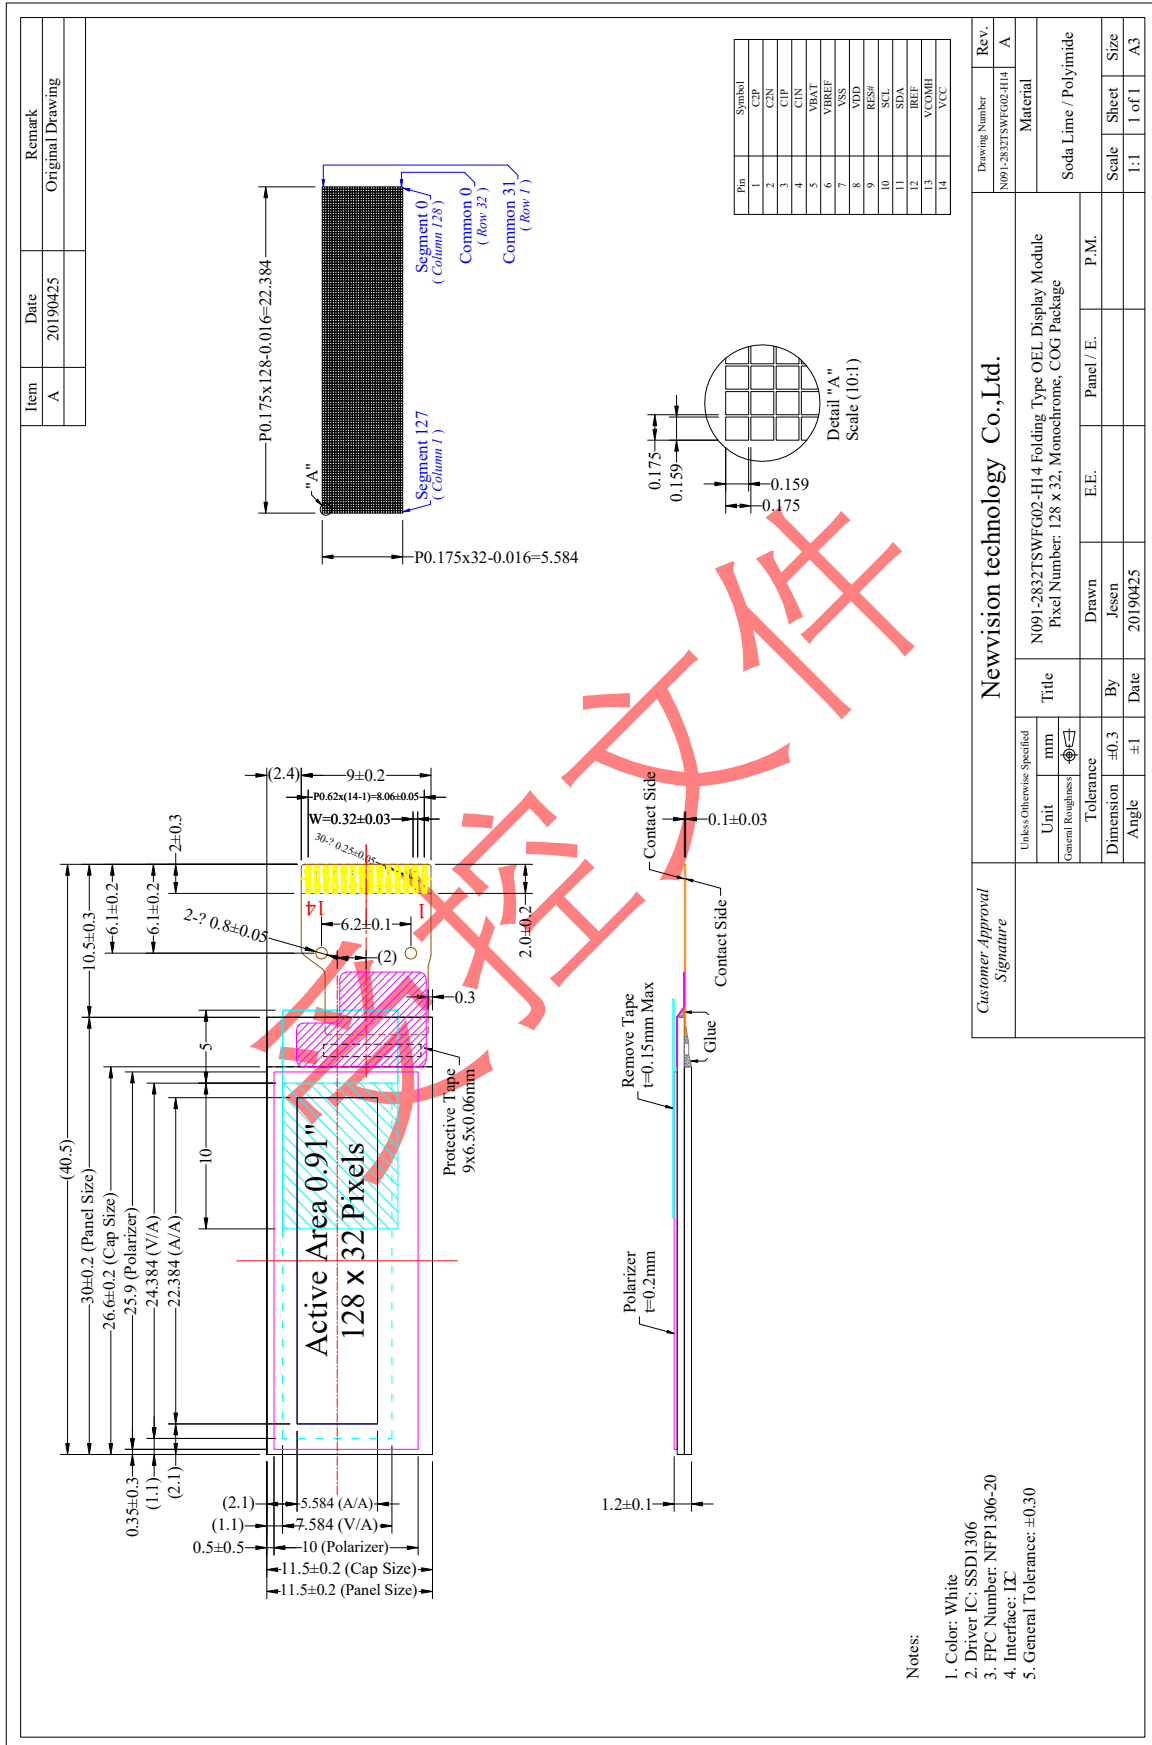 Item Date Remark
A 20190425 Original Drawing
P0.175x128-0.016=22.384
"A"
P0.175x32-0.016=5.584
Segment 127
( Column 1 )
Segment 0
( Column 128 )
Common 0
( Row 32 )
Common 31
( Row 1 )
0.175
0.159
0.159
0.175
Detail "A"
Scale (10:1)
Pin Symbol
1 C2P
2 C2N
3 C1P
4 C1N
5 VBAT
6 VBREF
7 VSS
8 VDD
9 RES#
10 SCL
11 SDA
12 IREF
13 VCOMH
14 VCC
(40.5)
30±0.2 (Panel Size)
10.5±0.3
26.6±0.2 (Cap Size)
6.1±0.2
25.9 (Polarizer)
24.384 (V/A)
6.1±0.2
22.384 (A/A)
2±0.3
0.35±0.3
(1.1)
(2.1)
10
5
2-? 0.8±0.05
(2.4)
9±0.2
P0.62x(14-1)=8.06±0.05
W=0.32±0.03
30-? 0.25±0.05
14
1
6.2±0.1
(2)
2.0±0.2
0.3
(2.1)
5.584 (A/A)
(1.1)
7.584 (V/A)
0.5±0.5
10 (Polarizer)
11.5±0.2 (Cap Size)
11.5±0.2 (Panel Size)
Active Area 0.91"
128 x 32 Pixels
Protective Tape
9x6.5x0.06mm
Polarizer
t=0.2mm
Remove Tape
t=0.15mm Max
Glue
Contact Side
Contact Side
0.1±0.03
1.2±0.1
受控文件
Notes:
1. Color: White
2. Driver IC: SSD1306
3. FPC Number: NFP1306-20
4. Interface: I2C
5. General Tolerance: ±0.30
Customer Approval
Signature
Newvision technology Co.,Ltd.
Drawing Number Rev.
N091-2832TSWFG02-H14 A
Unless Otherwise Specified
Unit mm
General Roughness
Tolerance
Dimension ±0.3
Angle ±1
Title
N091-2832TSWFG02-H14 Folding Type OEL Display Module
Pixel Number: 128 x 32, Monochrome, COG Package
Material
Soda Lime / Polyimide
Drawn E.E. Panel / E. P.M.
By Jesen
Date 20190425
Scale Sheet Size
1:1 1 of 1 A3